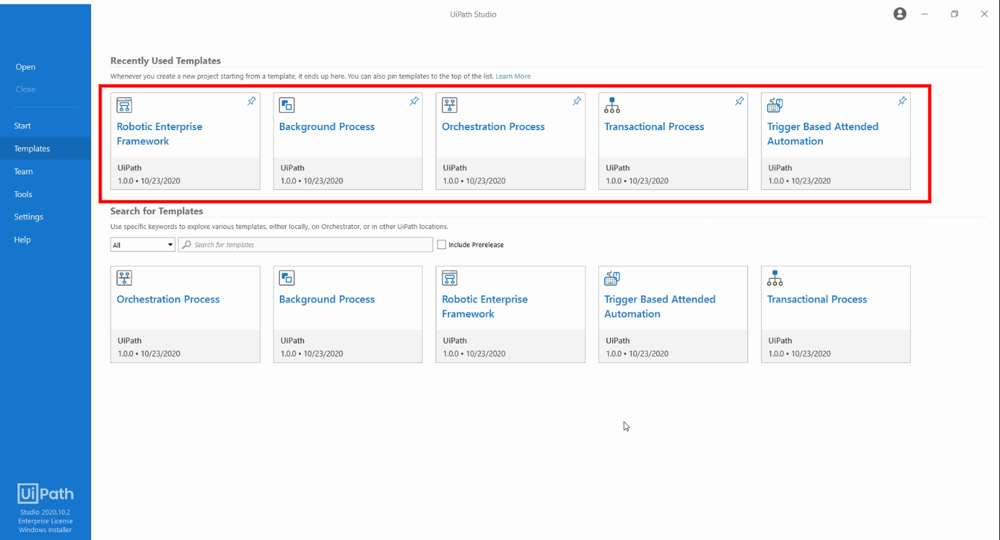 UiPath Studio
Open
Close
Start
Templates
Team
Tools
Settings
Help
Recently Used Templates
Whenever you create a new project starting from a template, it ends up here. You can also pin templates to the top of the list. Learn More
Robotic Enterprise
Framework
UiPath
1.0.0 • 10/23/2020
Background Process
UiPath
1.0.0 • 10/23/2020
Orchestration Process
UiPath
1.0.0 • 10/23/2020
Transactional Process
UiPath
1.0.0 • 10/23/2020
Trigger Based Attended
Automation
UiPath
1.0.0 • 10/23/2020
Search for Templates
Use specific keywords to explore various templates, either locally, on Orchestrator, or in other UiPath locations.
All
Search for templates
Include Prerelease
Orchestration Process
UiPath
1.0.0 • 10/23/2020
Background Process
UiPath
1.0.0 • 10/23/2020
Robotic Enterprise
Framework
UiPath
1.0.0 • 10/23/2020
Trigger Based Attended
Automation
UiPath
1.0.0 • 10/23/2020
Transactional Process
UiPath
1.0.0 • 10/23/2020
UiPath
Studio 2020.10.2
Enterprise License
Windows Installer